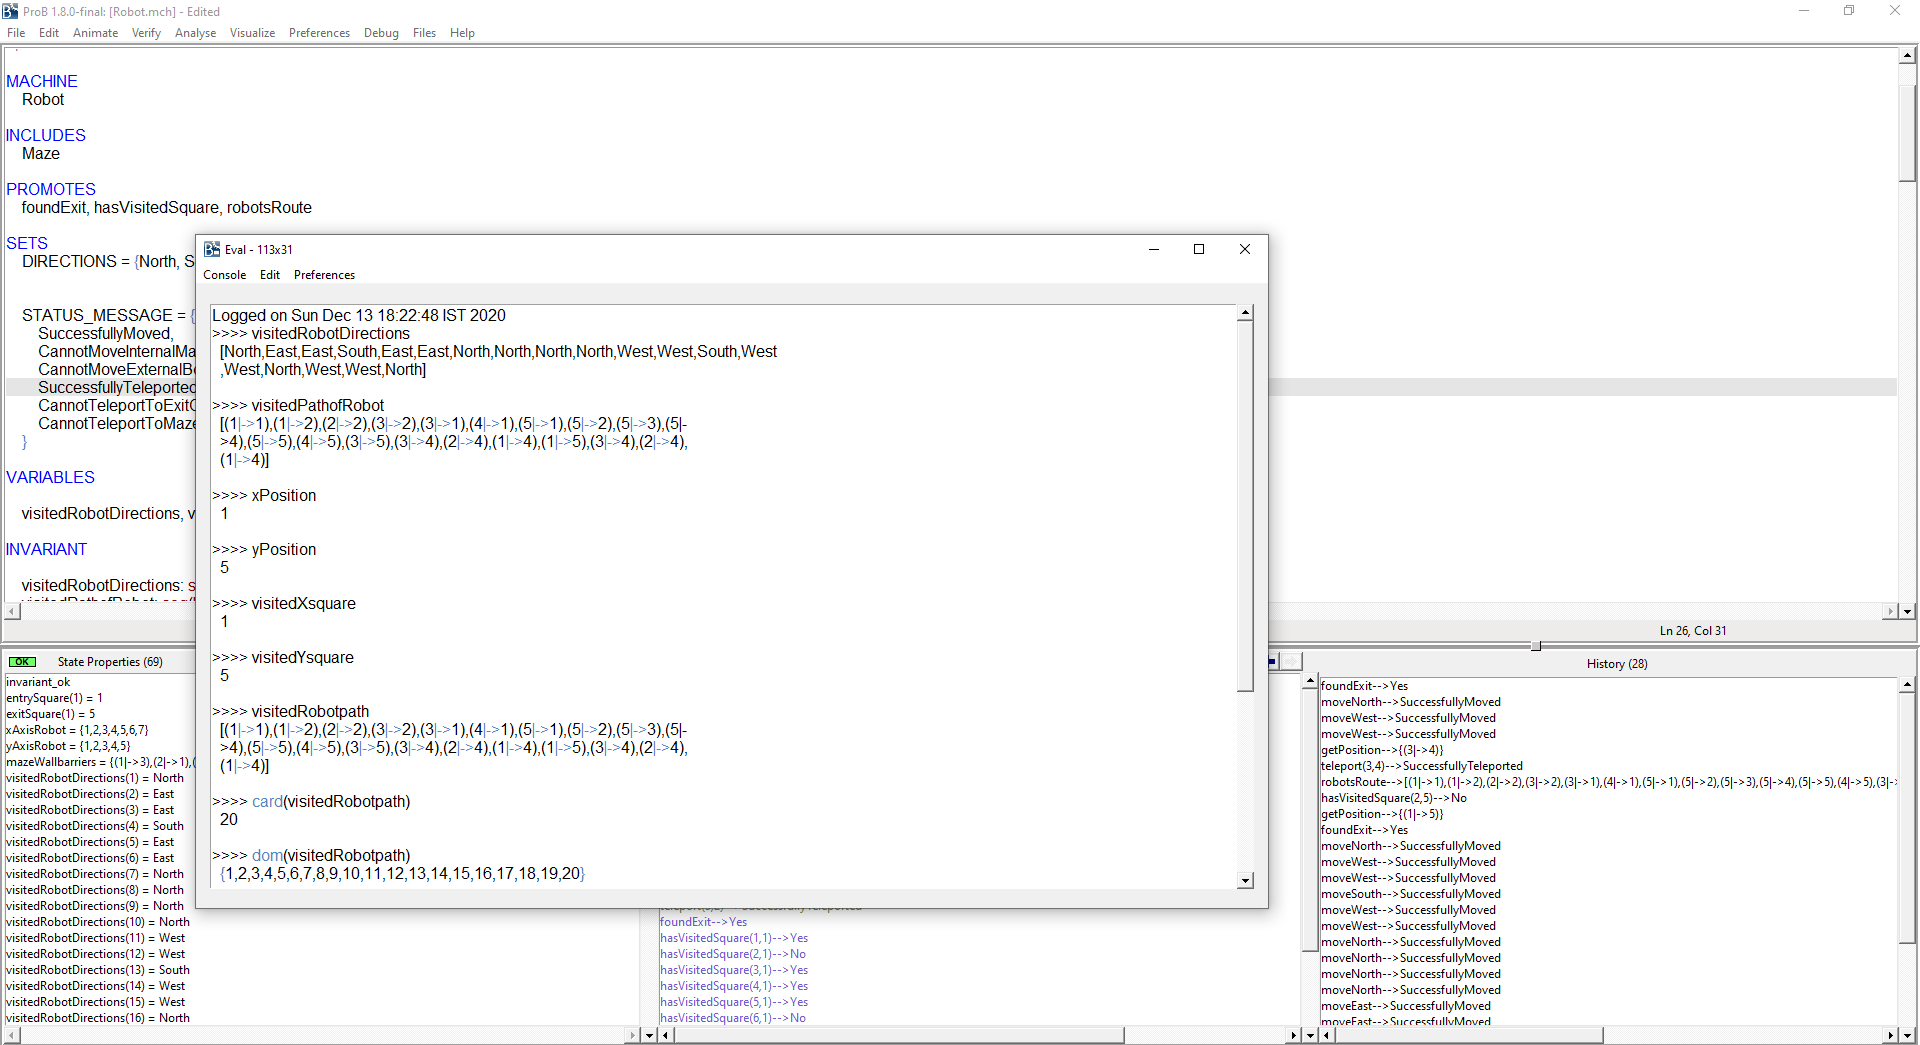 ProB 1.8.0-final: [Robot.mch] - Edited
File Edit Animate Verify Analyse Visualize Preferences Debug Files Help
MACHINE
Robot
INCLUDES
Maze
PROMOTES
foundExit, hasVisitedSquare, robotsRoute
SETS
DIRECTIONS = {North, S
STATUS_MESSAGE = {
SuccessfullyMoved,
CannotMoveInternalMa
CannotMoveExternalBo
SuccessfullyTeleported
CannotTeleportToExitC
CannotTeleportToMaze
}
VARIABLES
visitedRobotDirections, v
INVARIANT
visitedRobotDirections: s
Ln 26, Col 31
Eval - 113x31
Console Edit Preferences
Logged on Sun Dec 13 18:22:48 IST 2020
>>>> visitedRobotDirections
[North,East,East,South,East,East,North,North,North,North,West,West,South,West
,West,North,West,West,North]
>>>> visitedPathofRobot
[(1|->1),(1|->2),(2|->2),(3|->2),(3|->1),(4|->1),(5|->1),(5|->2),(5|->3),(5|-
>4),(5|->5),(4|->5),(3|->5),(3|->4),(2|->4),(1|->4),(1|->5),(3|->4),(2|->4),
(1|->4)]
>>>> xPosition
1
>>>> yPosition
5
>>>> visitedXsquare
1
>>>> visitedYsquare
5
>>>> visitedRobotpath
[(1|->1),(1|->2),(2|->2),(3|->2),(3|->1),(4|->1),(5|->1),(5|->2),(5|->3),(5|-
>4),(5|->5),(4|->5),(3|->5),(3|->4),(2|->4),(1|->4),(1|->5),(3|->4),(2|->4),
(1|->4)]
>>>> card(visitedRobotpath)
20
>>>> dom(visitedRobotpath)
{1,2,3,4,5,6,7,8,9,10,11,12,13,14,15,16,17,18,19,20}
OK State Properties (69)
invariant_ok
entrySquare(1) = 1
exitSquare(1) = 5
xAxisRobot = {1,2,3,4,5,6,7}
yAxisRobot = {1,2,3,4,5}
mazeWallbarriers = {(1|->3),(2|->1),(
visitedRobotDirections(1) = North
visitedRobotDirections(2) = East
visitedRobotDirections(3) = East
visitedRobotDirections(4) = South
visitedRobotDirections(5) = East
visitedRobotDirections(6) = East
visitedRobotDirections(7) = North
visitedRobotDirections(8) = North
visitedRobotDirections(9) = North
visitedRobotDirections(10) = North
visitedRobotDirections(11) = West
visitedRobotDirections(12) = West
visitedRobotDirections(13) = South
visitedRobotDirections(14) = West
visitedRobotDirections(15) = West
visitedRobotDirections(16) = North
foundExit-->Yes
hasVisitedSquare(1,1)-->Yes
hasVisitedSquare(2,1)-->No
hasVisitedSquare(3,1)-->Yes
hasVisitedSquare(4,1)-->Yes
hasVisitedSquare(5,1)-->Yes
hasVisitedSquare(6,1)-->No
History (28)
foundExit-->Yes
moveNorth-->SuccessfullyMoved
moveWest-->SuccessfullyMoved
moveWest-->SuccessfullyMoved
getPosition-->{(3|->4)}
teleport(3,4)-->SuccessfullyTeleported
robotsRoute-->[(1|->1),(1|->2),(2|->2),(3|->2),(3|->1),(4|->1),(5|->1),(5|->2),(5|->3),(5|->4),(5|->5),(4|->5),(3|->
hasVisitedSquare(2,5)-->No
getPosition-->{(1|->5)}
foundExit-->Yes
moveNorth-->SuccessfullyMoved
moveWest-->SuccessfullyMoved
moveWest-->SuccessfullyMoved
moveSouth-->SuccessfullyMoved
moveWest-->SuccessfullyMoved
moveWest-->SuccessfullyMoved
moveNorth-->SuccessfullyMoved
moveNorth-->SuccessfullyMoved
moveNorth-->SuccessfullyMoved
moveNorth-->SuccessfullyMoved
moveEast-->SuccessfullyMoved
moveEast-->SuccessfullyMoved